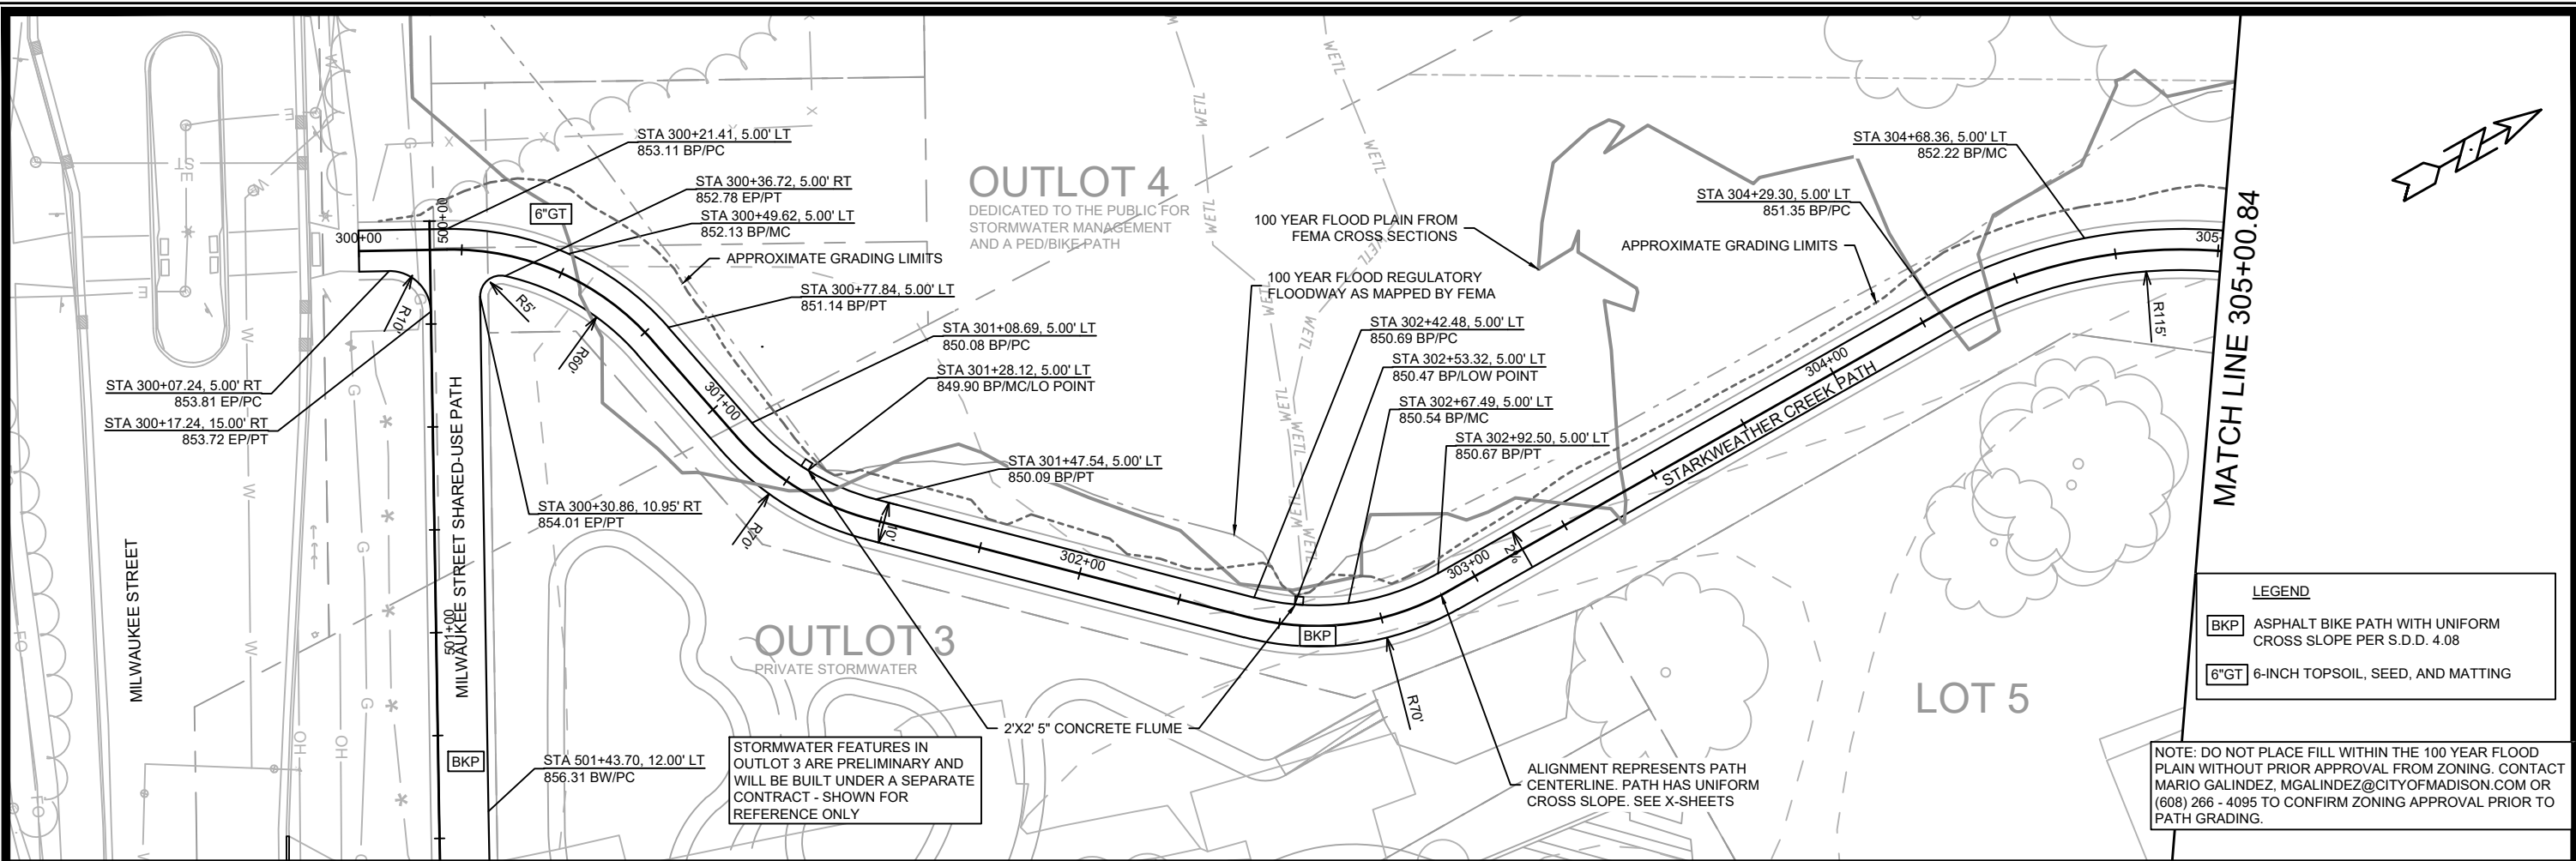 STA 300+21.41, 5.00' LT
853.11 BP/PC
STA 300+36.72, 5.00' RT
852.78 EP/PT
STA 300+49.62, 5.00' LT
852.13 BP/MC
6"GT
300+00
500+00
APPROXIMATE GRADING LIMITS
STA 300+77.84, 5.00' LT
851.14 BP/PT
STA 301+08.69, 5.00' LT
850.08 BP/PC
STA 301+28.12, 5.00' LT
849.90 BP/MC/LO POINT
STA 301+47.54, 5.00' LT
850.09 BP/PT
OUTLOT 4
DEDICATED TO THE PUBLIC FOR
STORMWATER MANAGEMENT
AND A PED/BIKE PATH
100 YEAR FLOOD PLAIN FROM
FEMA CROSS SECTIONS
100 YEAR FLOOD REGULATORY
FLOODWAY AS MAPPED BY FEMA
STA 302+42.48, 5.00' LT
850.69 BP/PC
STA 302+53.32, 5.00' LT
850.47 BP/LOW POINT
STA 302+67.49, 5.00' LT
850.54 BP/MC
STA 302+92.50, 5.00' LT
850.67 BP/PT
STA 304+68.36, 5.00' LT
852.22 BP/MC
STA 304+29.30, 5.00' LT
851.35 BP/PC
APPROXIMATE GRADING LIMITS
305+
MATCH LINE 305+00.84
R115'
R10'
R5'
R60'
R70'
10'
2%
R70'
301+00
302+00
303+00
304+00
STARKWEATHER CREEK PATH
STA 300+07.24, 5.00' RT
853.81 EP/PC
STA 300+17.24, 15.00' RT
853.72 EP/PT
STA 300+30.86, 10.95' RT
854.01 EP/PT
MILWAUKEE STREET
MILWAUKEE STREET SHARED-USE PATH
501+00
BKP
STA 501+43.70, 12.00' LT
856.31 BW/PC
OUTLOT 3
PRIVATE STORMWATER
BKP
2'X2' 5" CONCRETE FLUME
STORMWATER FEATURES IN
OUTLOT 3 ARE PRELIMINARY AND
WILL BE BUILT UNDER A SEPARATE
CONTRACT - SHOWN FOR
REFERENCE ONLY
ALIGNMENT REPRESENTS PATH
CENTERLINE. PATH HAS UNIFORM
CROSS SLOPE. SEE X-SHEETS
LOT 5
LEGEND
BKP ASPHALT BIKE PATH WITH UNIFORM
CROSS SLOPE PER S.D.D. 4.08
6"GT 6-INCH TOPSOIL, SEED, AND MATTING
NOTE: DO NOT PLACE FILL WITHIN THE 100 YEAR FLOOD
PLAIN WITHOUT PRIOR APPROVAL FROM ZONING. CONTACT
MARIO GALINDEZ, MGALINDEZ@CITYOFMADISON.COM OR
(608) 266 - 4095 TO CONFIRM ZONING APPROVAL PRIOR TO
PATH GRADING.
WETL
WETL
WETL
WETL
WETL
WETL
WETL
WETL
WETL
WETL
ST
OH
OH
FO
FO